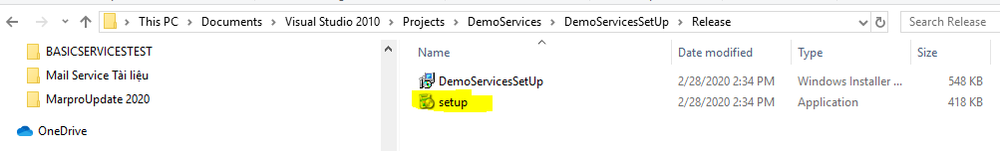 This PC > Documents > Visual Studio 2010 > Projects > DemoServices > DemoServicesSetUp > Release
Search Release
BASICSERVICESTEST
Mail Service Tài liệu
MarproUpdate 2020
OneDrive
Name Date modified Type Size
DemoServicesSetUp 2/28/2020 2:34 PM Windows Installer ... 548 KB
setup 2/28/2020 2:34 PM Application 418 KB